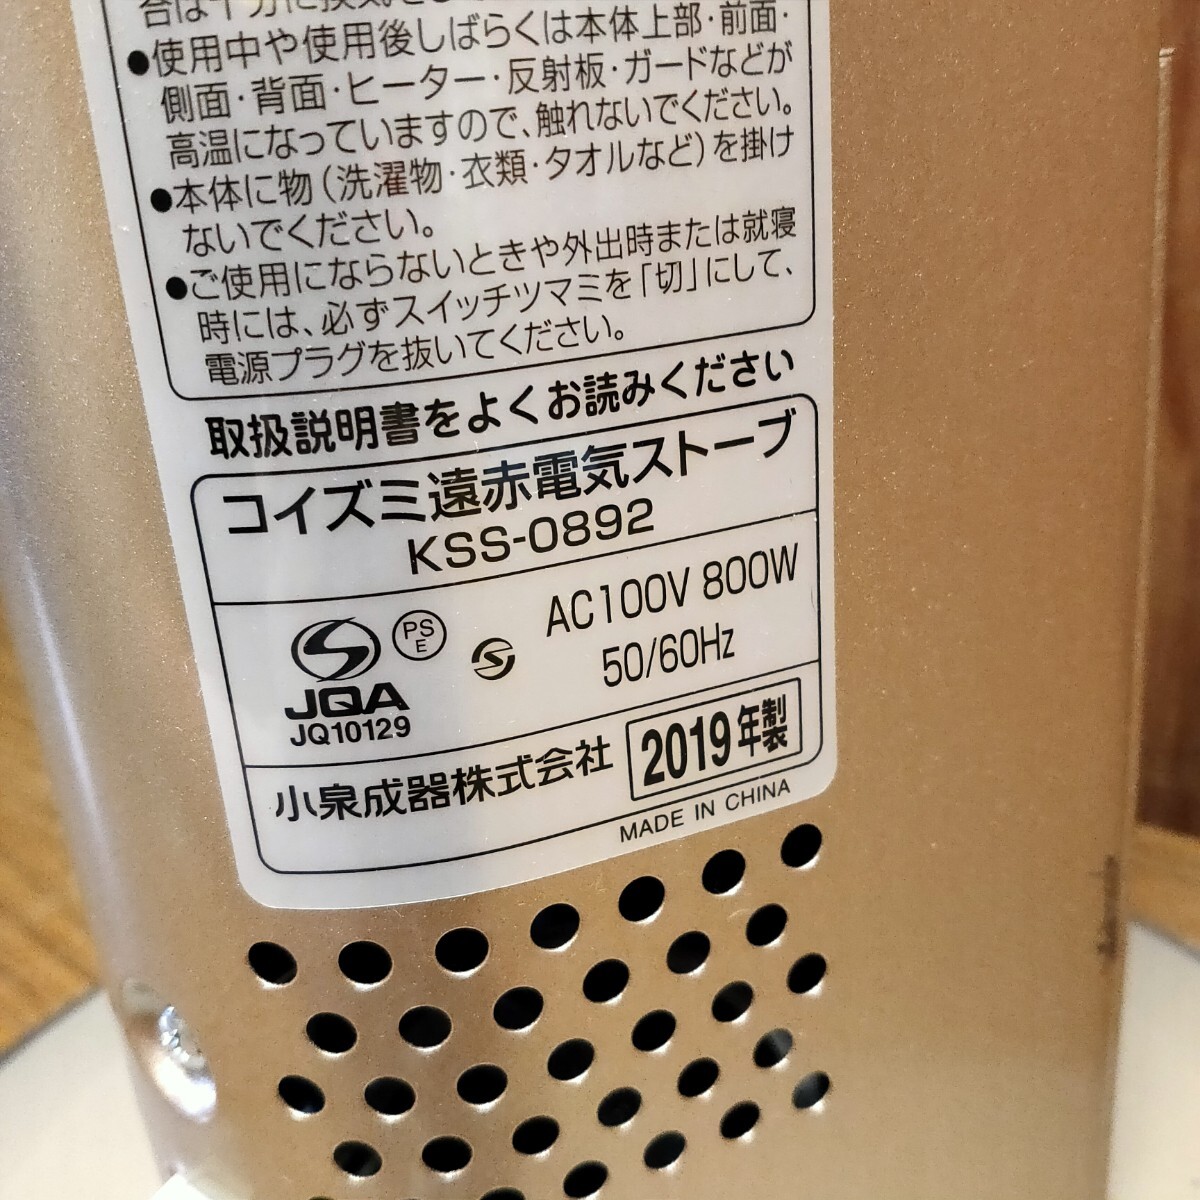 合は十分に換気をし
●使用中や使用後しばらくは本体上部・前面・
側面・背面・ヒーター・反射板・ガードなどが
高温になっていますので、触れないでください。
●本体に物（洗濯物・衣類・タオルなど）を掛け
ないでください。
●ご使用にならないときや外出時または就寝
時には、必ずスイッチツマミを「切」にして、
電源プラグを抜いてください。
取扱説明書をよくお読みください
コイズミ遠赤電気ストーブ
KSS-0892
PS
E
AC100V 800W
50/60Hz
JQA
JQ10129
小泉成器株式会社
2019年製
MADE IN CHINA